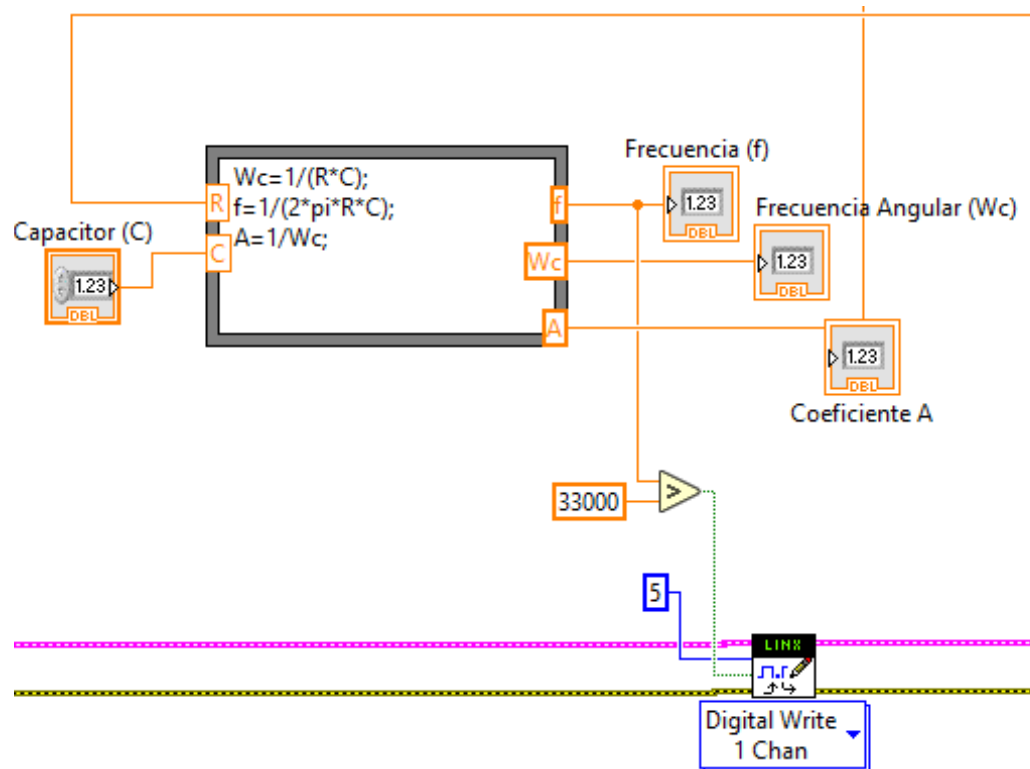 Wc=1/(R*C);
f=1/(2*pi*R*C);
A=1/Wc;
R
C
f
Wc
A
Capacitor (C)
1.23
DBL
Frecuencia (f)
1.23
DBL
Frecuencia Angular (Wc)
1.23
DBL
1.23
DBL
Coeficiente A
33000
>
5
LINX
Digital Write
1 Chan